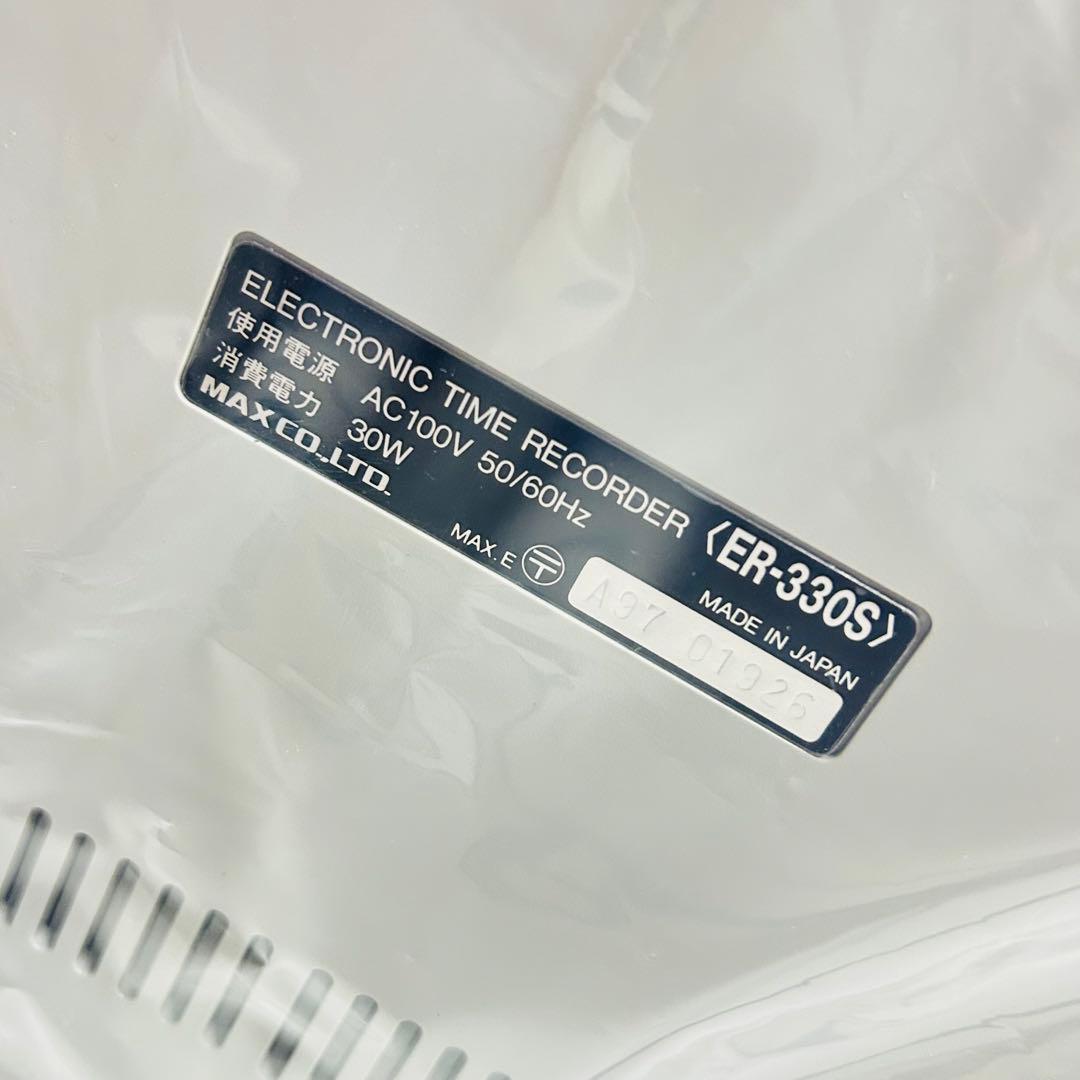 ELECTRONIC TIME RECORDER 〈ER-330S〉
使用電源 AC100V 50/60Hz
消費電力 30W
MAX CO.,LTD.
MADE IN JAPAN
MAX. E 〒
A97 01926